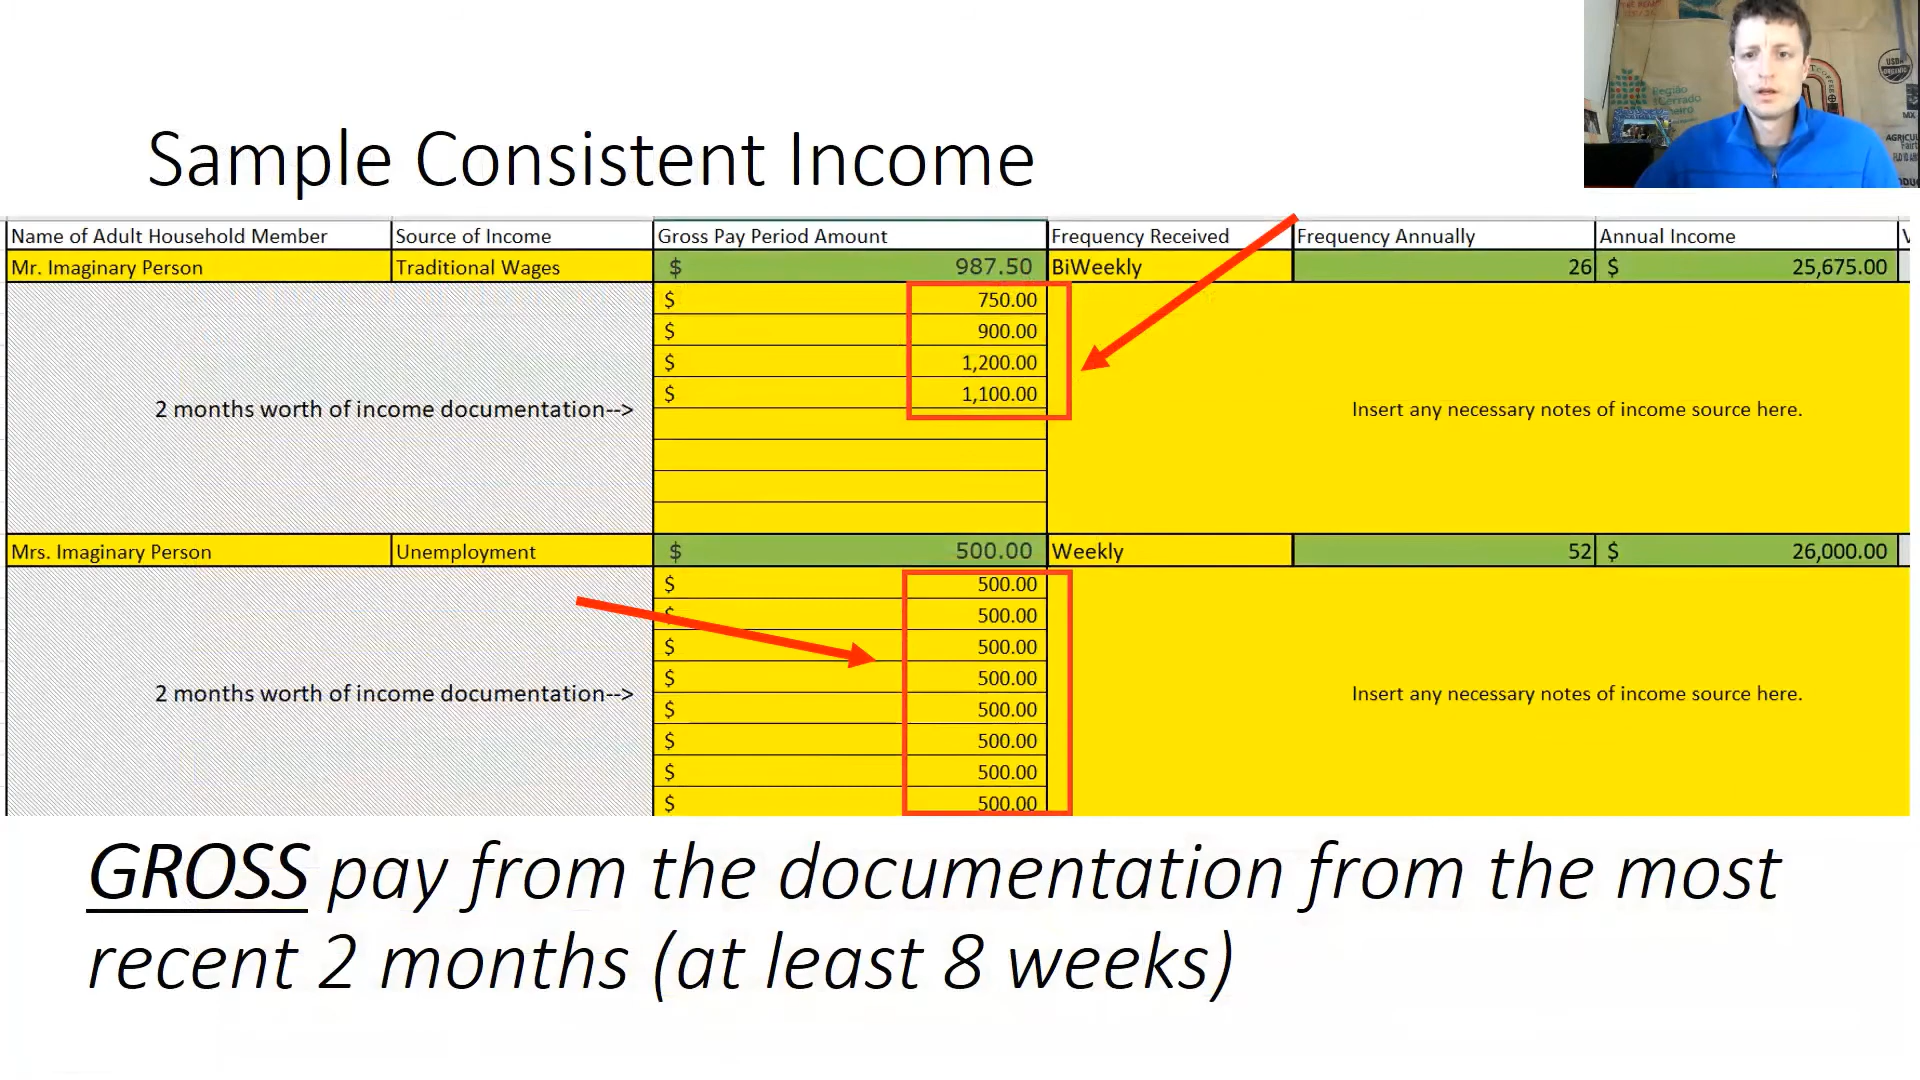 Sample Consistent Income
Name of Adult Household Member Source of Income Gross Pay Period Amount Frequency Received Frequency Annually Annual Income
Mr. Imaginary Person Traditional Wages $ 987.50 BiWeekly 26 $ 25,675.00
$ 750.00
$ 900.00
$ 1,200.00
$ 1,100.00
2 months worth of income documentation--> Insert any necessary notes of income source here.
Mrs. Imaginary Person Unemployment $ 500.00 Weekly 52 $ 26,000.00
$ 500.00
$ 500.00
$ 500.00
$ 500.00
2 months worth of income documentation--> Insert any necessary notes of income source here.
$ 500.00
$ 500.00
$ 500.00
$ 500.00
GROSS pay from the documentation from the most
recent 2 months (at least 8 weeks)
Região
Cerrado
USDA
ORGANIC
MX